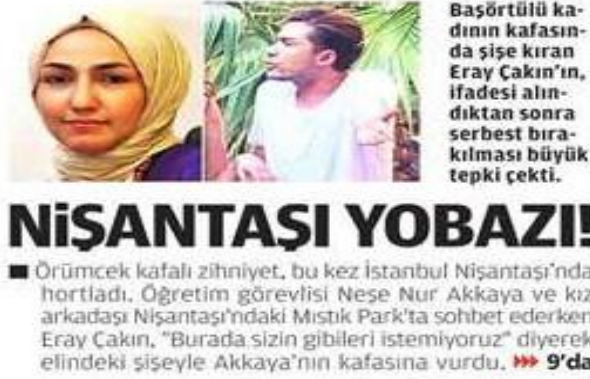 Başörtülü ka-
dının kafasın-
da şişe kıran
Eray Çakın'ın,
ifadesi alın-
dıktan sonra
serbest bıra-
kılması büyük
tepki çekti.
NİŞANTAŞI YOBAZI!
■ Örümcek kafalı zihniyet, bu kez İstanbul Nişantaşı'nda
hortladı. Öğretim görevlisi Neşe Nur Akkaya ve kız
arkadaşı Nişantaşı'ndaki Mıstık Park'ta sohbet ederken
Eray Çakın, "Burada sizin gibileri istemiyoruz" diyerek
elindeki şişeyle Akkaya'nın kafasına vurdu. 9'da